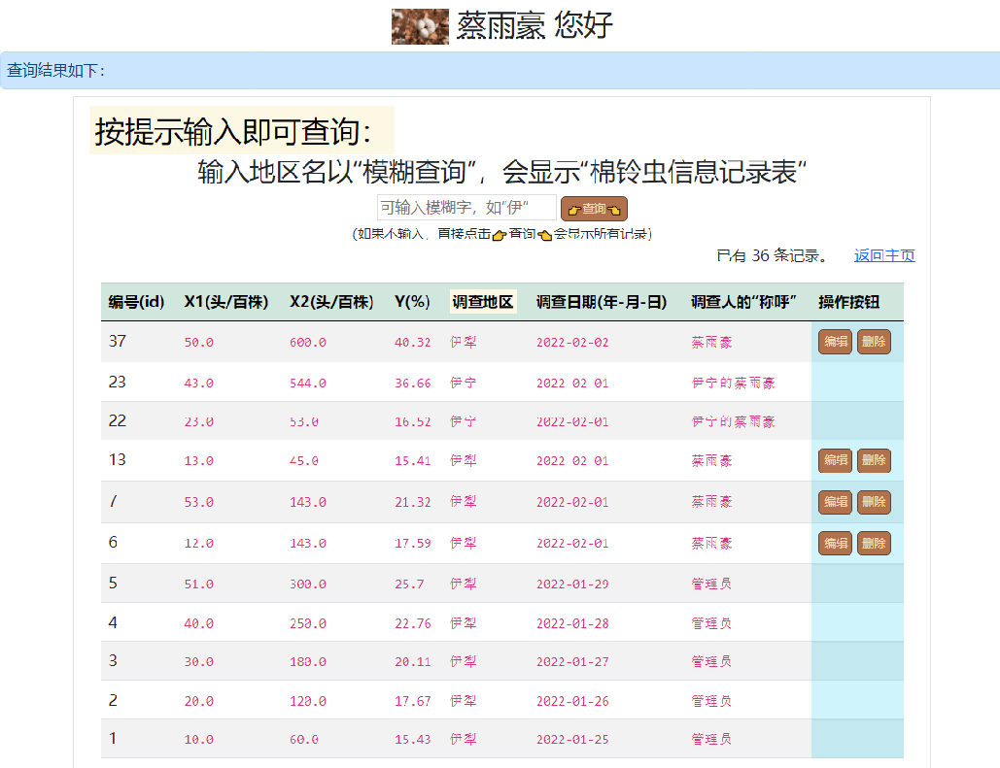 蔡雨豪 您好
查询结果如下：
按提示输入即可查询：
输入地区名以“模糊查询”，会显示“棉铃虫信息记录表”
可输入模糊字，如“伊” 👉查询👈
(如果不输入，直接点击👉查询👈会显示所有记录)
已有 36 条记录。 返回主页
编号(id) X1(头/百株) X2(头/百株) Y(%) 调查地区 调查日期(年-月-日) 调查人的“称呼” 操作按钮
37 50.0 600.0 40.32 伊犁 2022-02-02 蔡雨豪 编辑 删除
23 43.0 544.0 36.66 伊宁 2022-02-01 伊宁的蔡雨豪
22 23.0 53.0 16.52 伊宁 2022-02-01 伊宁的蔡雨豪
13 13.0 45.0 15.41 伊犁 2022-02-01 蔡雨豪 编辑 删除
7 53.0 143.0 21.32 伊犁 2022-02-01 蔡雨豪 编辑 删除
6 12.0 143.0 17.59 伊犁 2022-02-01 蔡雨豪 编辑 删除
5 51.0 300.0 25.7 伊犁 2022-01-29 管理员
4 40.0 250.0 22.76 伊犁 2022-01-28 管理员
3 30.0 180.0 20.11 伊犁 2022-01-27 管理员
2 20.0 120.0 17.67 伊犁 2022-01-26 管理员
1 10.0 60.0 15.43 伊犁 2022-01-25 管理员